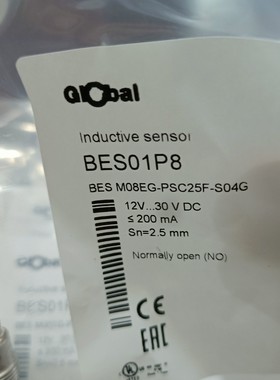 Global
Inductive sensor
BES01P8
BES M08EG-PSC25F-S04G
12V...30 V DC
≤ 200 mA
Sn=2.5 mm
Normally open (NO)
CE
EAC
Global